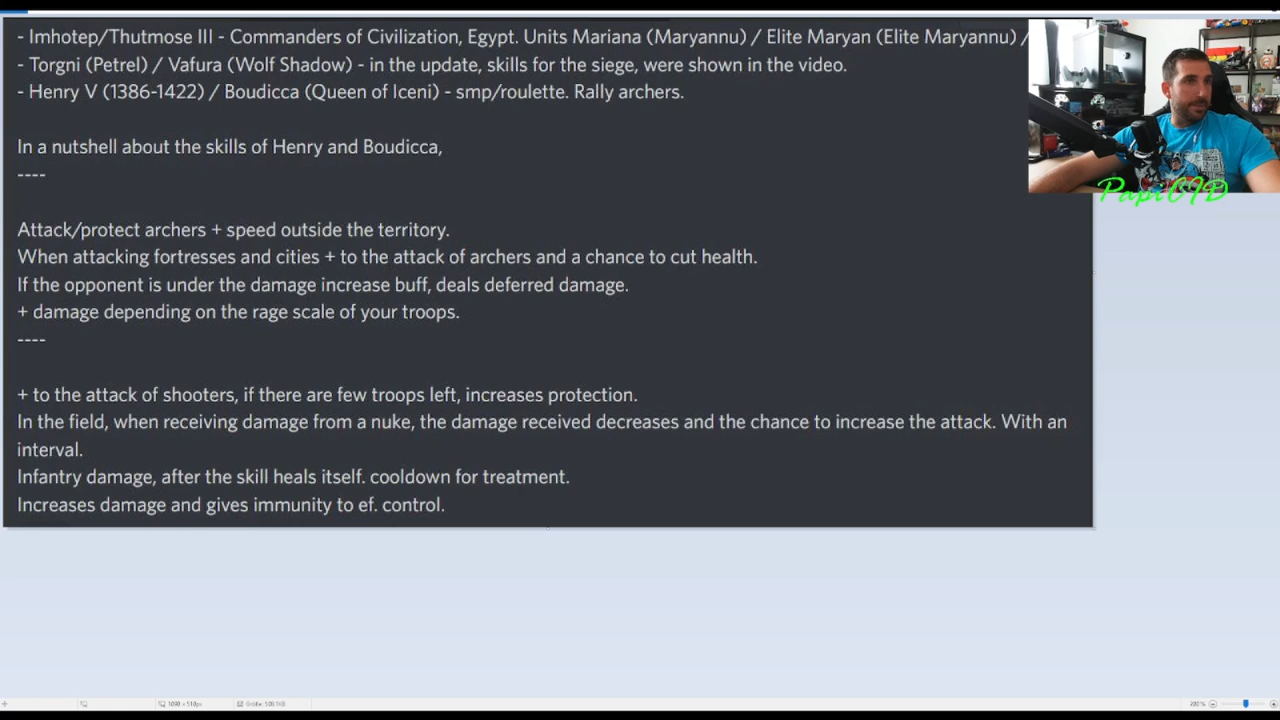 - Imhotep/Thutmose III - Commanders of Civilization, Egypt. Units Mariana (Maryannu) / Elite Maryan (Elite Maryannu) /
- Torgni (Petrel) / Vafura (Wolf Shadow) - in the update, skills for the siege, were shown in the video.
- Henry V (1386-1422) / Boudicca (Queen of Iceni) - smp/roulette. Rally archers.
In a nutshell about the skills of Henry and Boudicca,
----
Attack/protect archers + speed outside the territory.
When attacking fortresses and cities + to the attack of archers and a chance to cut health.
If the opponent is under the damage increase buff, deals deferred damage.
+ damage depending on the rage scale of your troops.
----
+ to the attack of shooters, if there are few troops left, increases protection.
In the field, when receiving damage from a nuke, the damage received decreases and the chance to increase the attack. With an
interval.
Infantry damage, after the skill heals itself. cooldown for treatment.
Increases damage and gives immunity to ef. control.
PapiCID